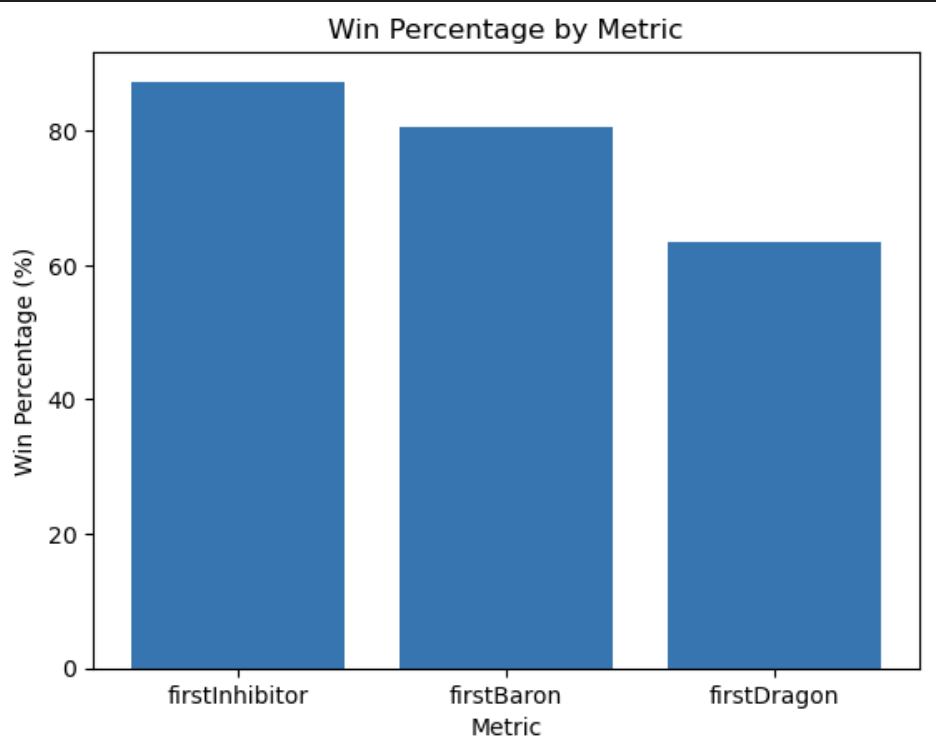 Win Percentage by Metric
Win Percentage (%)
80
60
40
20
0
firstInhibitor firstBaron firstDragon
Metric